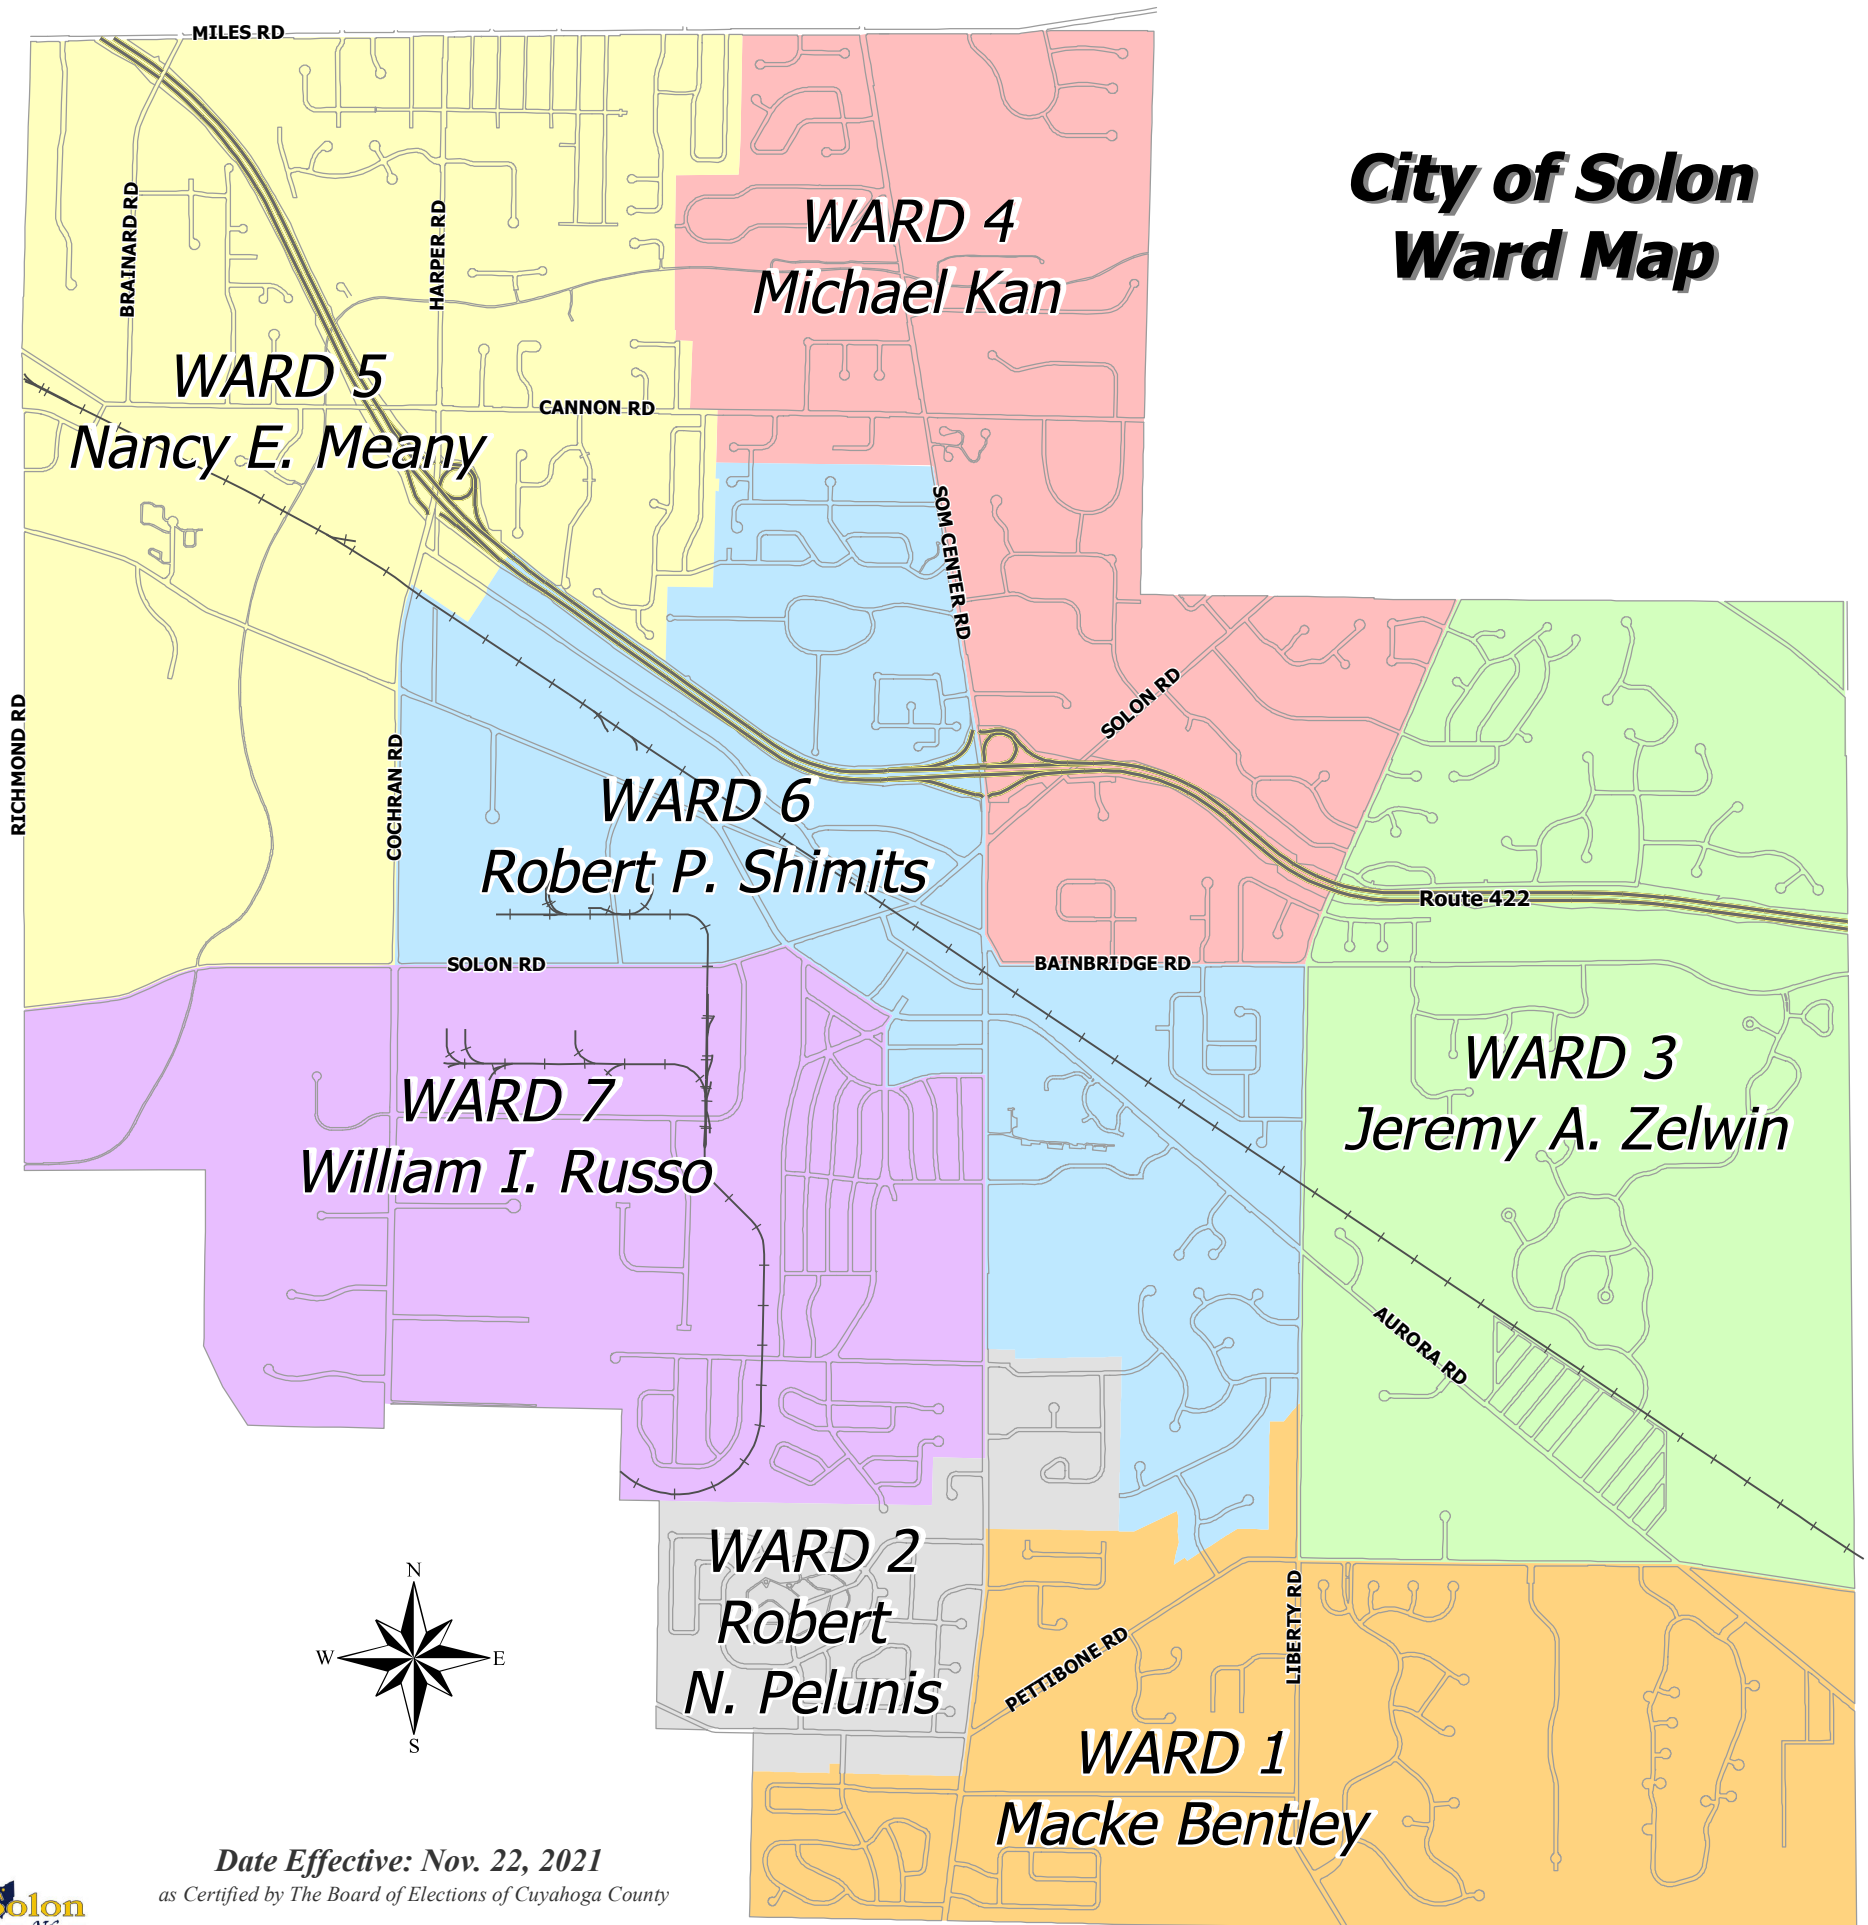 MILES RD
City of Solon
Ward Map
BRAINARD RD
HARPER RD
WARD 4
Michael Kan
WARD 5
Nancy E. Meany
CANNON RD
SOM CENTER RD
SOLON RD
RICHMOND RD
COCHRAN RD
WARD 6
Robert P. Shimits
Route 422
SOLON RD
BAINBRIDGE RD
WARD 3
Jeremy A. Zelwin
WARD 7
William I. Russo
AURORA RD
WARD 2
Robert
N. Pelunis
LIBERTY RD
PETTIBONE RD
WARD 1
Macke Bentley
N
W
E
S
Date Effective: Nov. 22, 2021
as Certified by The Board of Elections of Cuyahoga County
Solon